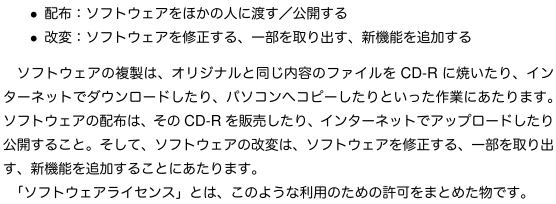 ● 配布：ソフトウェアをほかの人に渡す／公開する
● 改変：ソフトウェアを修正する、一部を取り出す、新機能を追加する
　ソフトウェアの複製は、オリジナルと同じ内容のファイルを CD-R に焼いたり、イン
ターネットでダウンロードしたり、パソコンへコピーしたりといった作業にあたります。
ソフトウェアの配布は、その CD-R を販売したり、インターネットでアップロードしたり
公開すること。そして、ソフトウェアの改変は、ソフトウェアを修正する、一部を取り出
す、新機能を追加することにあたります。
「ソフトウェアライセンス」とは、このような利用のための許可をまとめた物です。